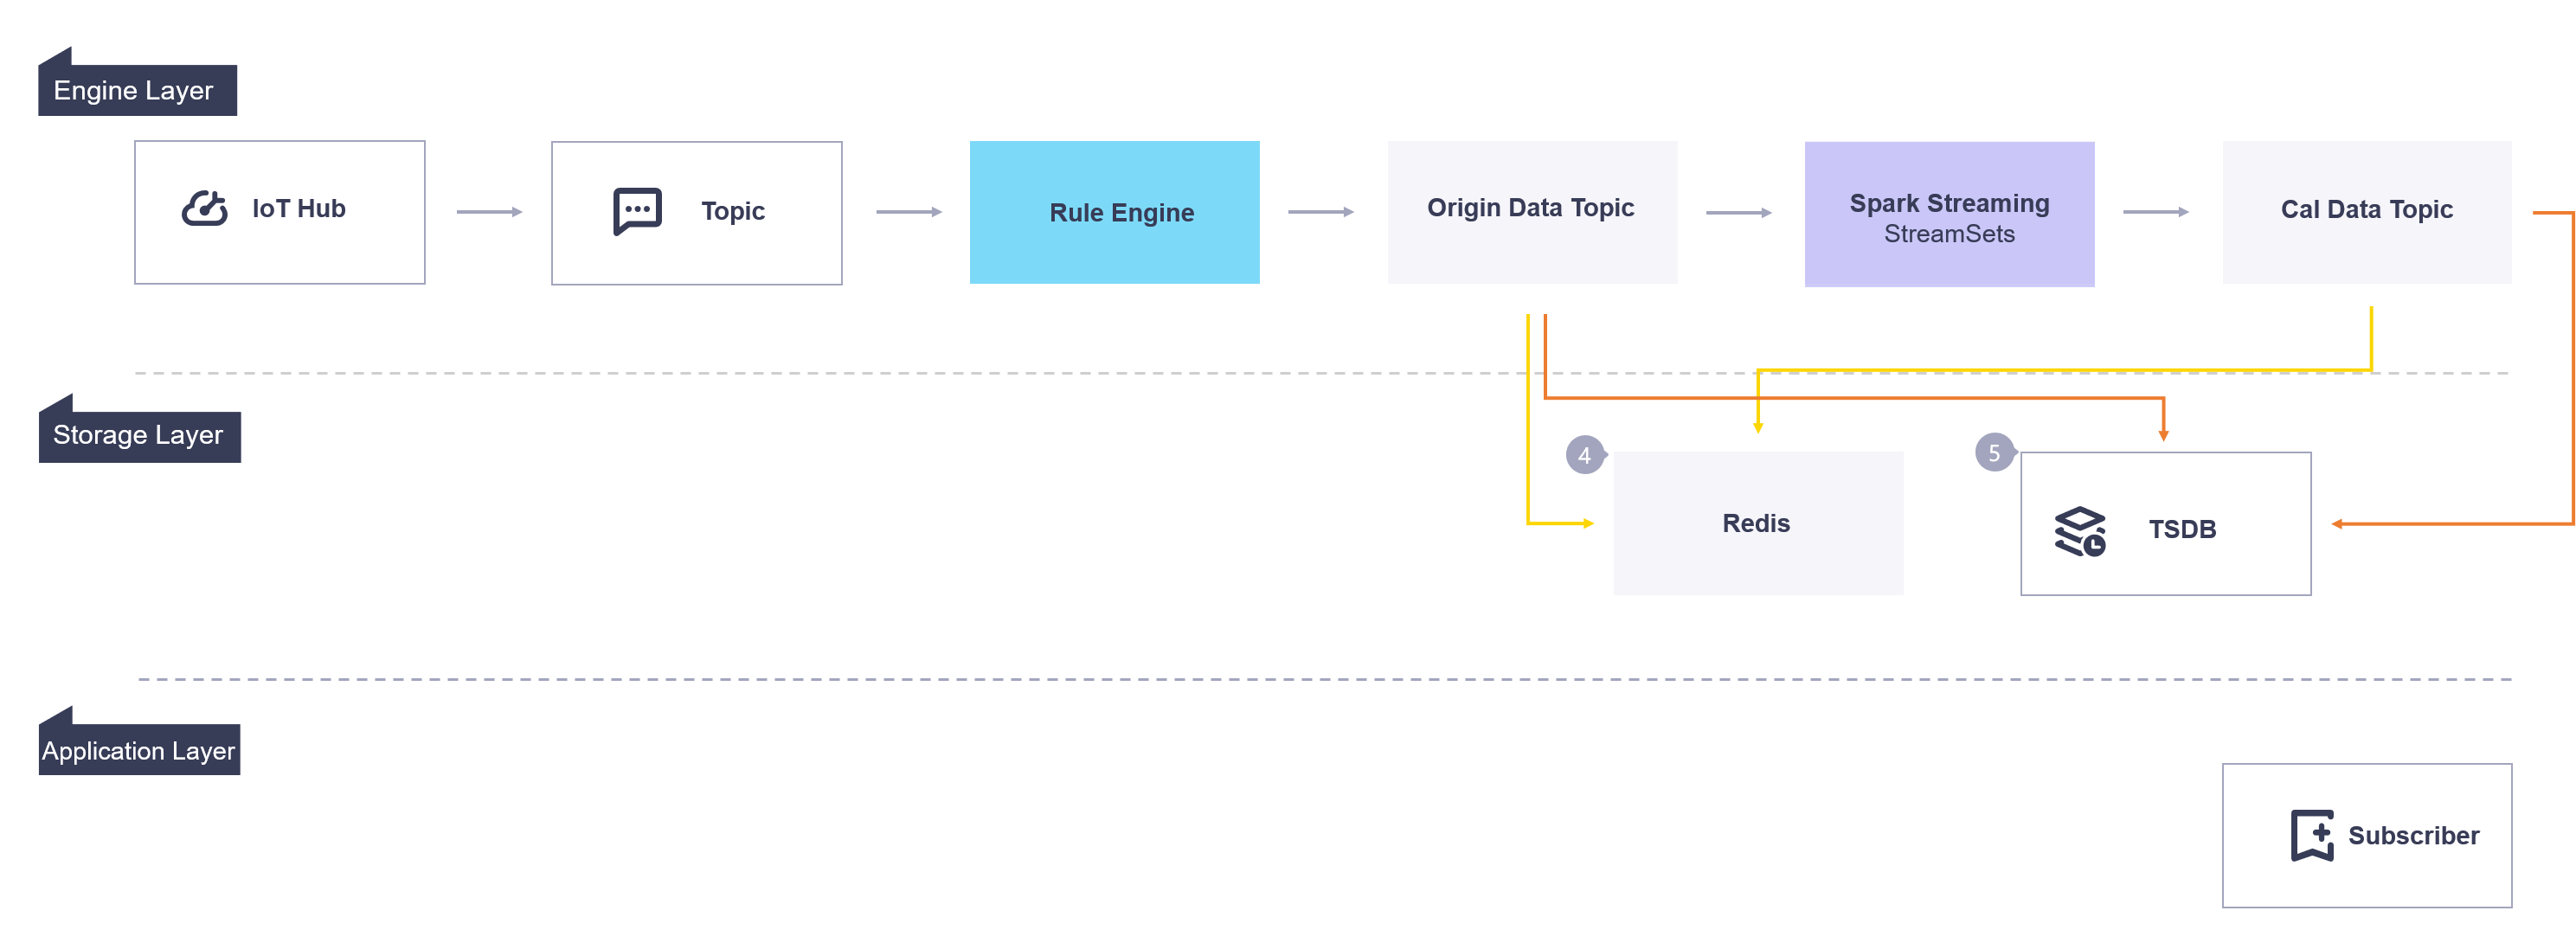 Engine Layer
IoT Hub
Topic
Rule Engine
Origin Data Topic
Spark Streaming
StreamSets
Cal Data Topic
Storage Layer
4
Redis
5
TSDB
Application Layer
Subscriber